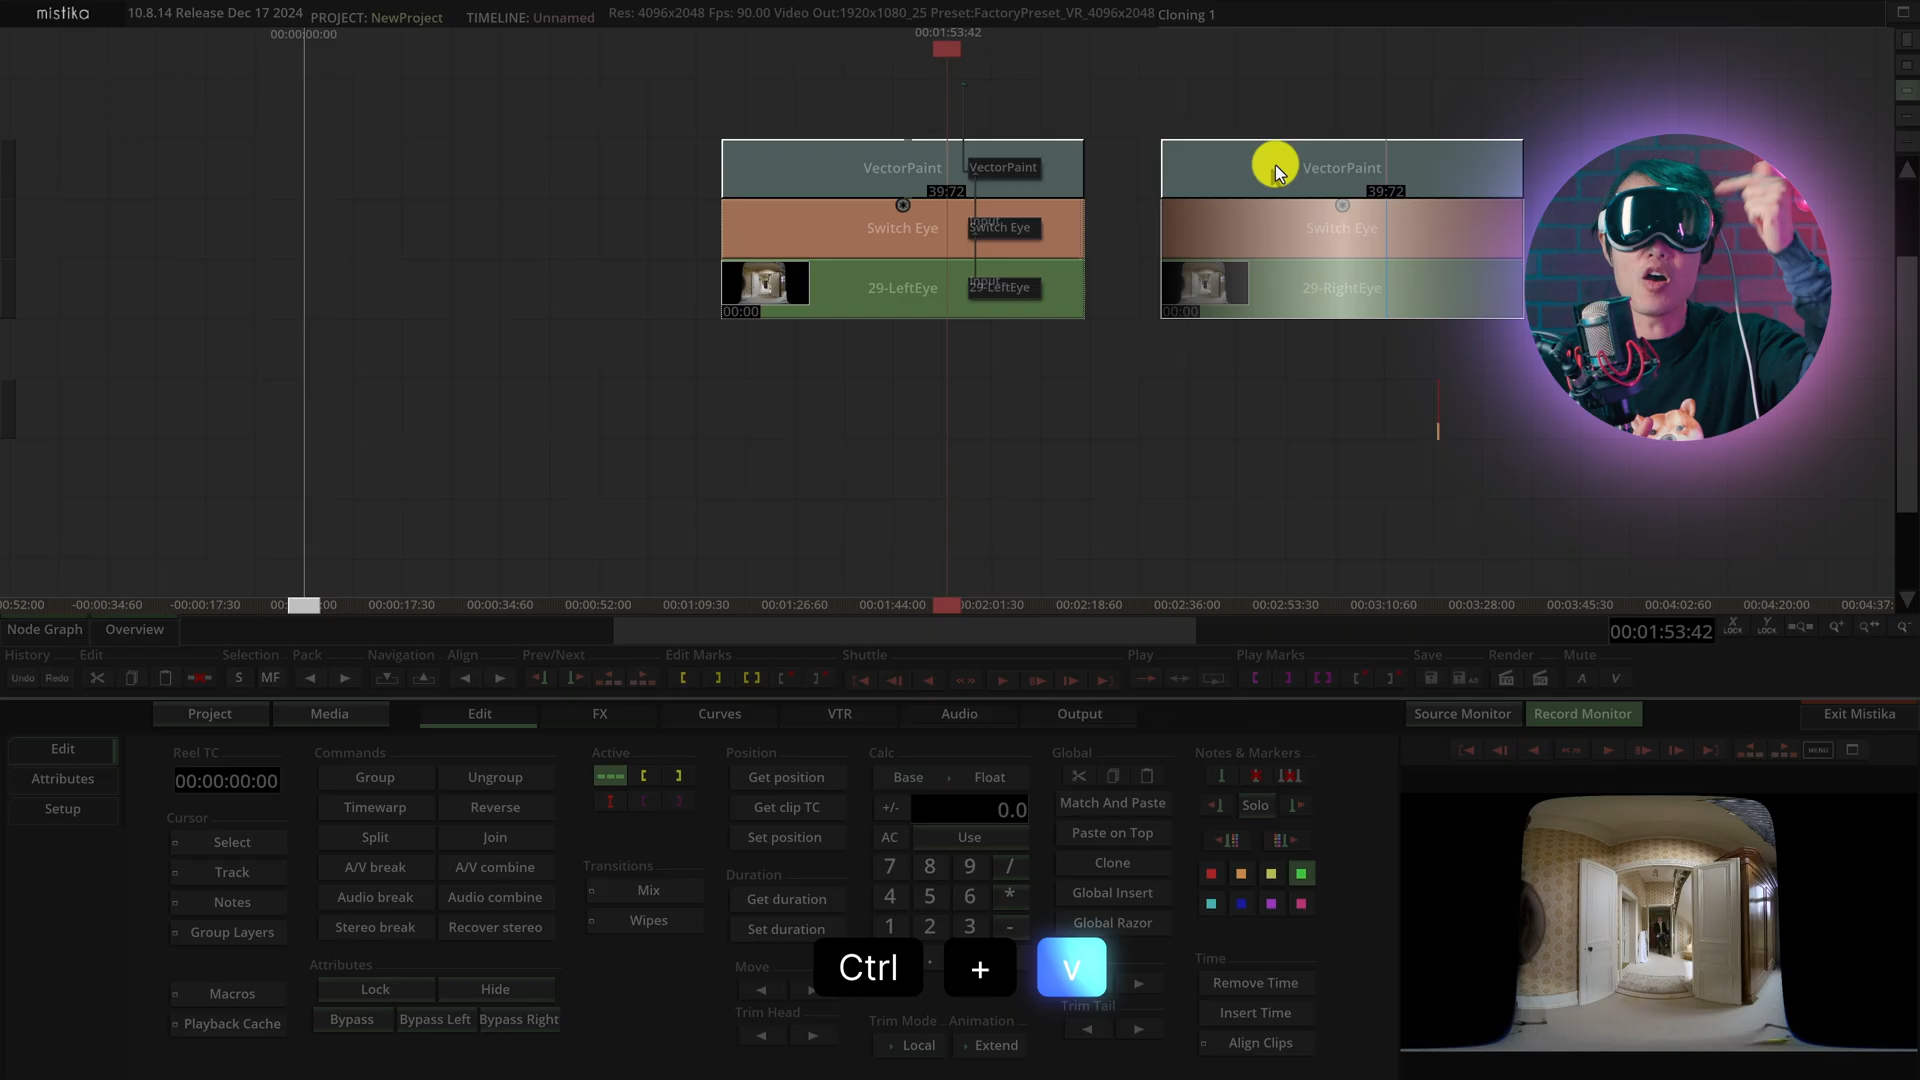 mistika 10.8.14 Release Dec 17 2024 PROJECT: NewProject TIMELINE: Unnamed Res: 4096x2048 Fps: 90.00 Video Out:1920x1080_25 Preset:FactoryPreset_VR_4096x2048 Cloning 1
00:00:00:00 00:01:53:42
VectorPaint VectorPaint VectorPaint
39:72 39:72
Input
Switch Eye Switch Eye Switch Eye
Input
29-LeftEye 29-LeftEye 29-RightEye
00:00 00:00
00:52:00 -00:00:34:60 -00:00:17:30 00:00:17:30 00:00:34:60 00:00:52:00 00:01:09:30 00:01:26:60 00:01:44:00 00:02:01:30 00:02:18:60 00:02:36:00 00:02:53:30 00:03:10:60 00:03:28:00 00:03:45:30 00:04:02:60 00:04:20:00 00:04:37:
Node Graph Overview 00:01:53:42 X LOCK Y LOCK
History Edit Selection Pack Navigation Align Prev/Next Edit Marks Shuttle Play Play Marks Save Render Mute
Undo Redo S MF A V
Project Media Edit FX Curves VTR Audio Output Source Monitor Record Monitor Exit Mistika
Edit Reel TC Commands Active Position Calc Global Notes & Markers MENU
Attributes 00:00:00:00 Group Ungroup Get position Base Float
Setup Cursor Timewarp Reverse Get clip TC +/- 0.0 Match And Paste Solo
Select Split Join Set position AC Use Paste on Top
Track A/V break A/V combine Transitions Duration 7 8 9 / Clone
Notes Audio break Audio combine Mix Get duration 4 5 6 * Global Insert
Group Layers Stereo break Recover stereo Wipes Set duration 1 2 3 - Global Razor
Ctrl + v
Attributes Move Time
Macros Lock Hide Remove Time
Playback Cache Bypass Bypass Left Bypass Right Trim Head Trim Mode Animation Trim Tail Insert Time
Local Extend Align Clips